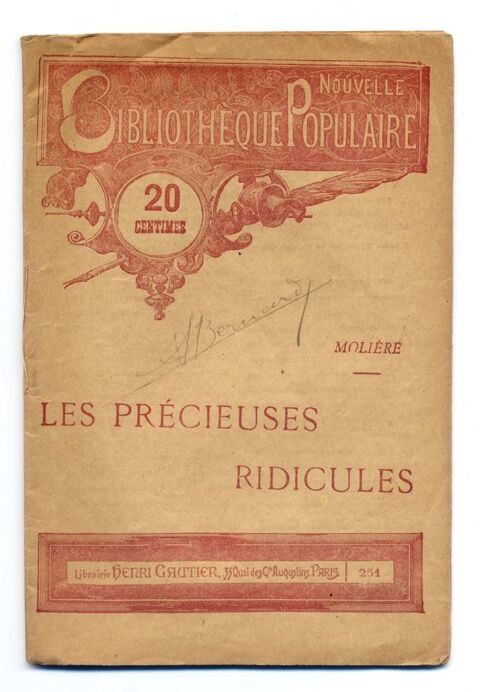 NOUVELLE
BIBLIOTHÈQUE POPULAIRE
20
CENTIMES
Bernard
MOLIÈRE
LES PRÉCIEUSES
RIDICULES
Librairie HENRI GAUTIER, 55 Quai des Gds Augustins, PARIS | 251